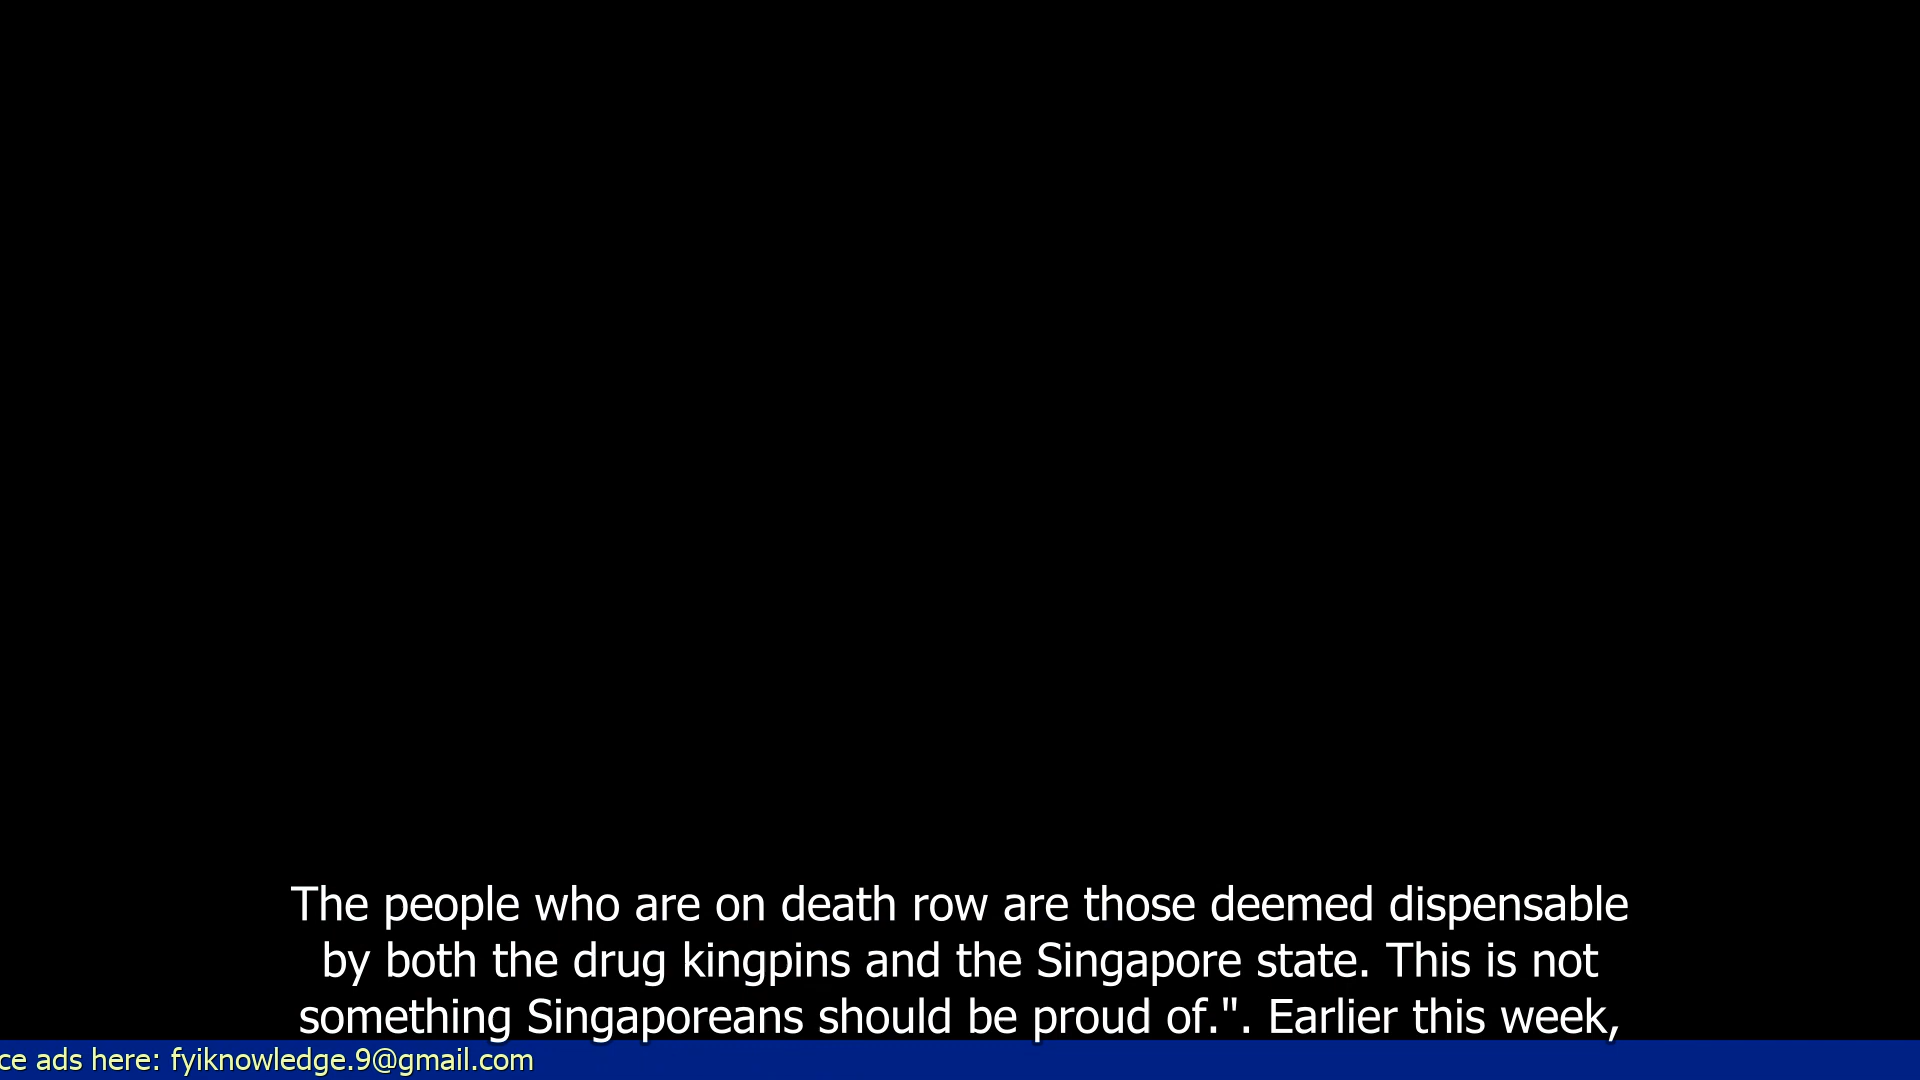 The people who are on death row are those deemed dispensable
by both the drug kingpins and the Singapore state. This is not
something Singaporeans should be proud of.". Earlier this week,
ce ads here: fyiknowledge.9@gmail.com